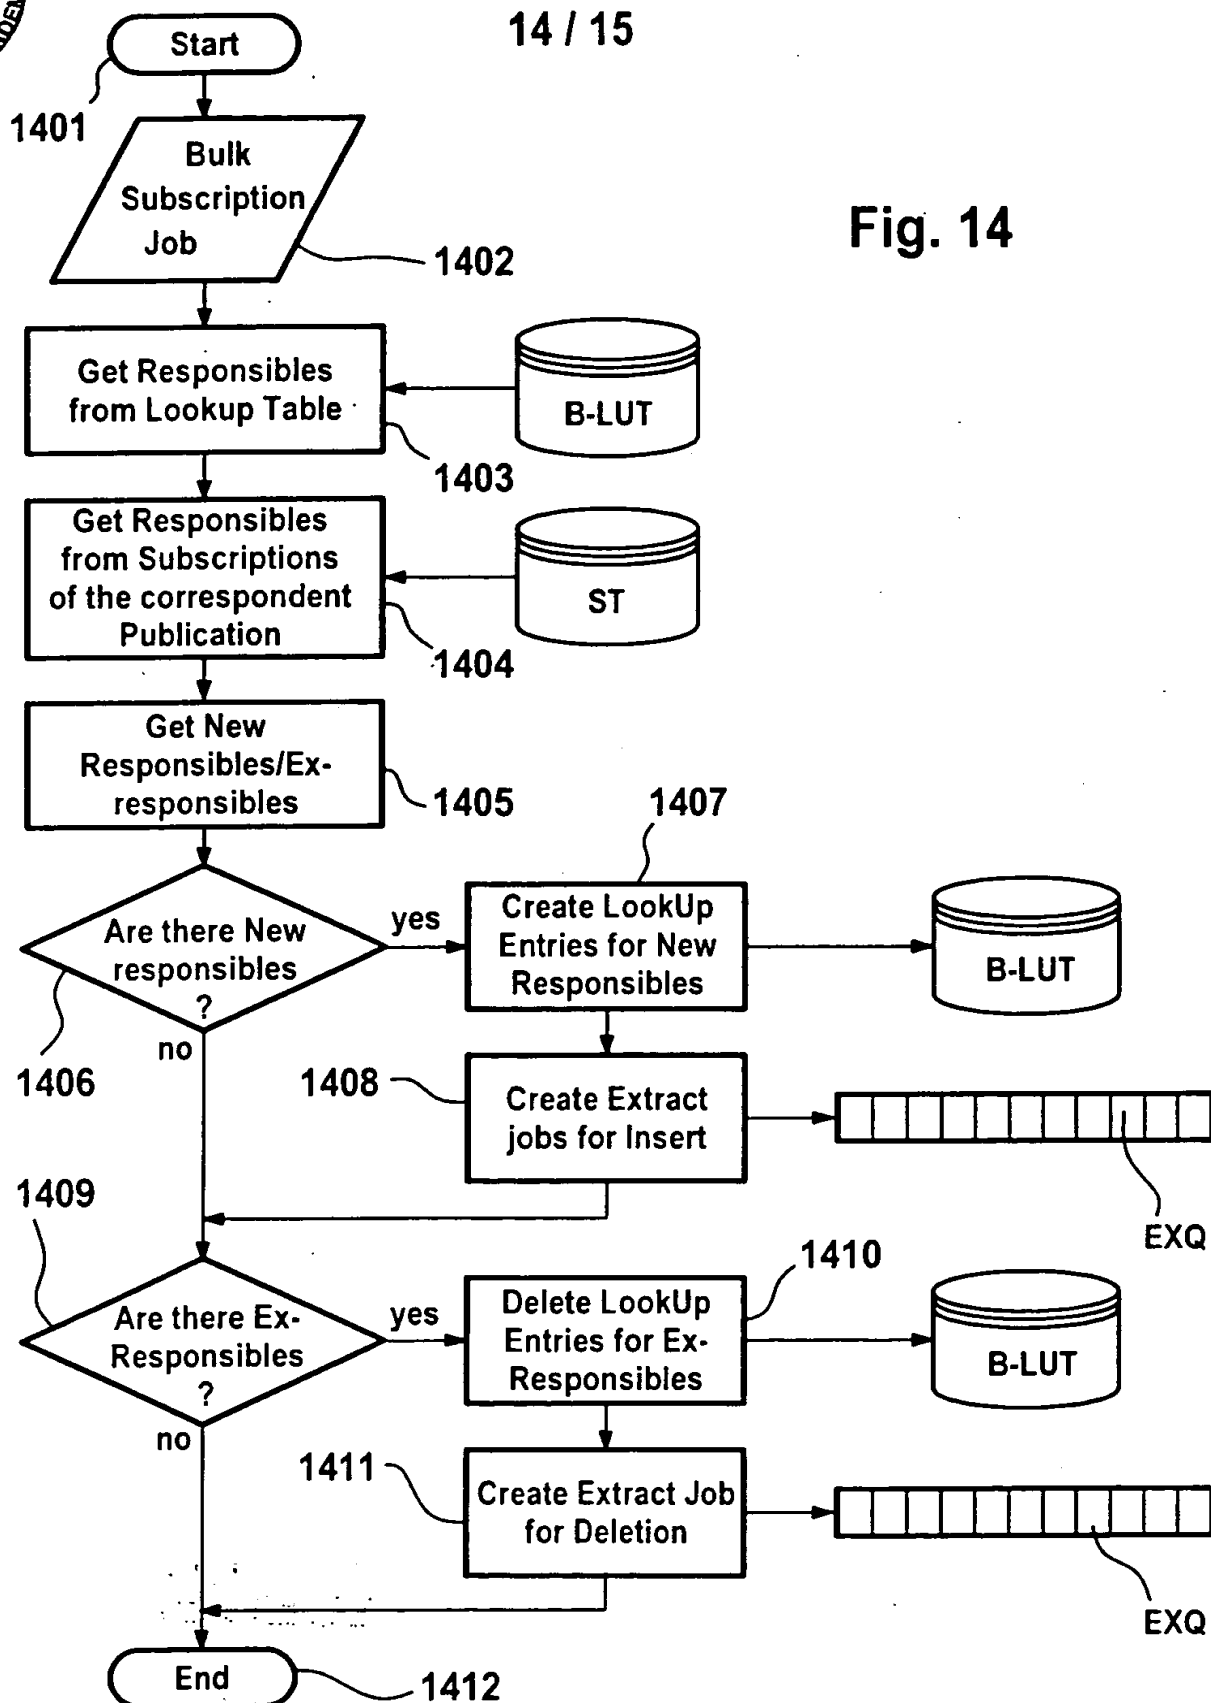 14 / 15
Start
1401
Bulk
Subscription
Job
1402
Fig. 14
Get Responsibles
from Lookup Table
1403
B-LUT
Get Responsibles
from Subscriptions
of the correspondent
Publication
1404
ST
Get New
Responsibles/Ex-
responsibles
1405
1407
Are there New
responsibles
?
yes
no
1406
Create LookUp
Entries for New
Responsibles
B-LUT
1408
Create Extract
jobs for Insert
EXQ
1409
Are there Ex-
Responsibles
?
yes
no
1410
Delete LookUp
Entries for Ex-
Responsibles
B-LUT
1411
Create Extract Job
for Deletion
EXQ
End
1412